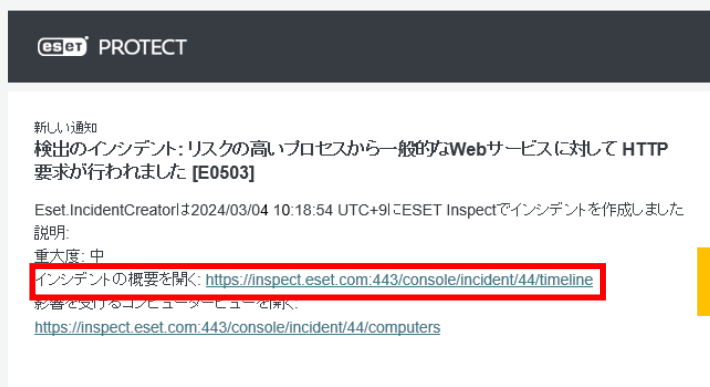 eset PROTECT
新しい通知
検出のインシデント: リスクの高いプロセスから一般的なWebサービスに対して HTTP
要求が行われました [E0503]
Eset.IncidentCreatorは2024/03/04 10:18:54 UTC+9にESET Inspectでインシデントを作成しました
説明:
重大度: 中
インシデントの概要を開く: https://inspect.eset.com:443/console/incident/44/timeline
影響を受けるコンピュータービューを開く:
https://inspect.eset.com:443/console/incident/44/computers